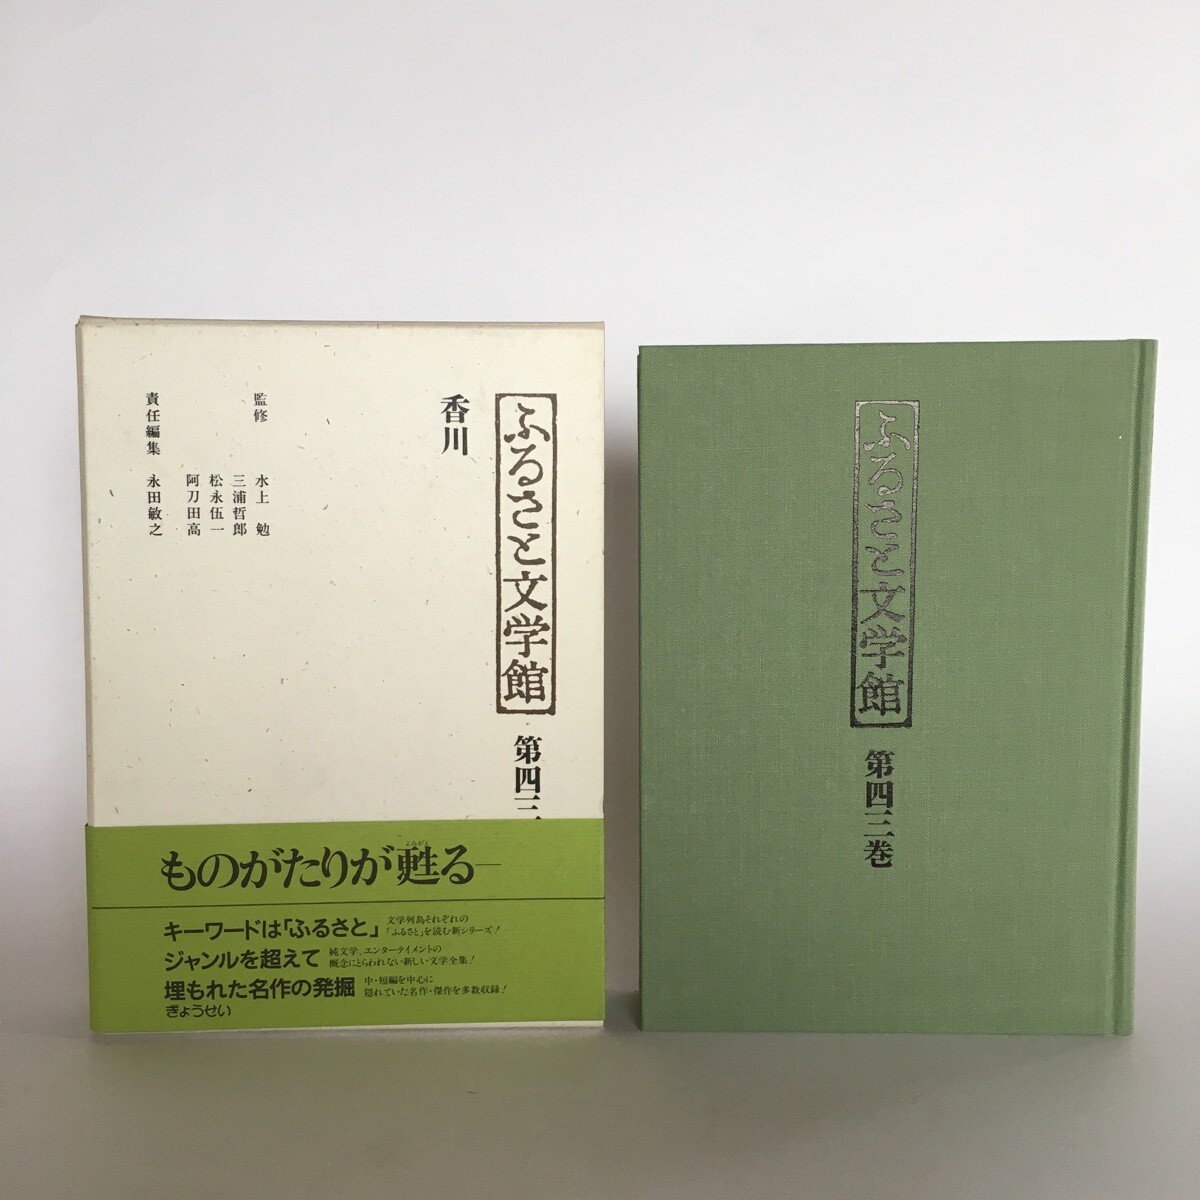 ふるさと文学館 第四三
香川
監修 水上 勉
三浦哲郎
松永伍一
阿刀田高
責任編集 永田敏之
ものがたりが甦る
よみがえ
キーワードは「ふるさと」
文学列島それぞれの
「ふるさと」を読む新シリーズ!
ジャンルを超えて
純文学、エンターテイメントの
概念にとらわれない新しい文学全集!
埋もれた名作の発掘
中・短編を中心に
隠れていた名作・傑作を多数収録!
ぎょうせい
ふるさと文学館 第四三巻